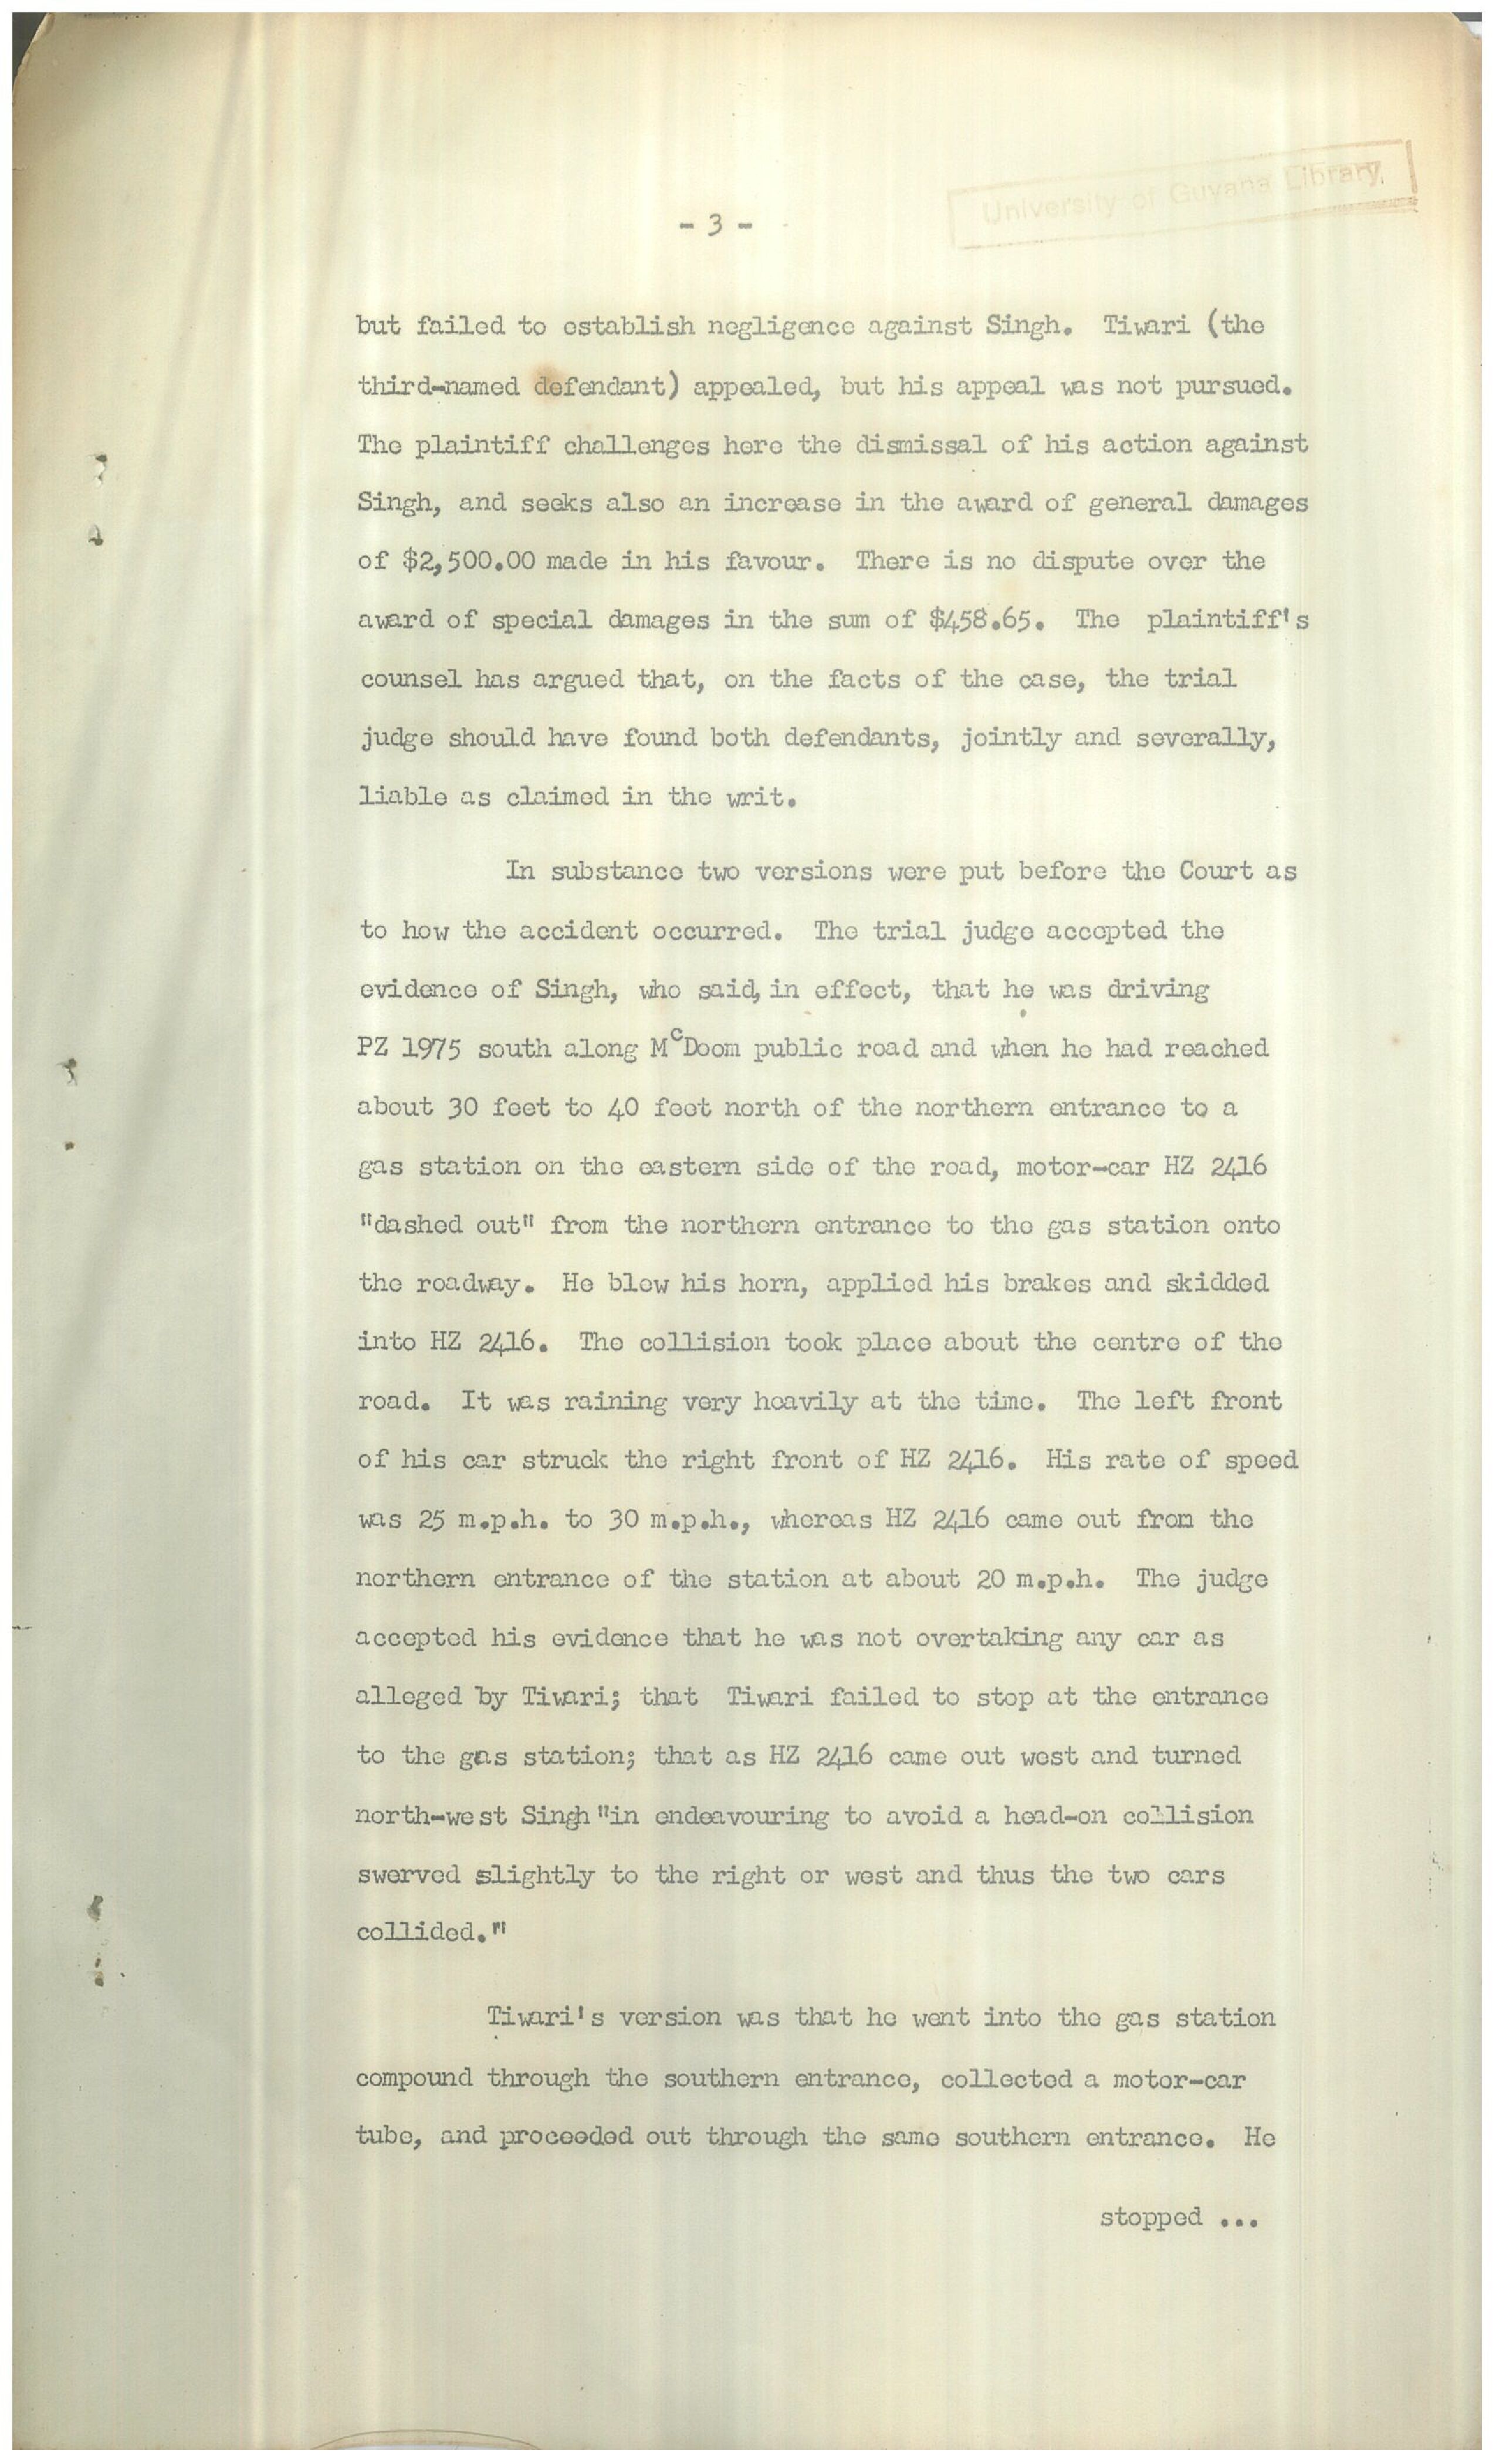 University of Guyana Library
- 3 -
but failed to establish negligence against Singh. Tiwari (the
third-named defendant) appealed, but his appeal was not pursued.
The plaintiff challenges here the dismissal of his action against
Singh, and seeks also an increase in the award of general damages
of $2,500.00 made in his favour. There is no dispute over the
award of special damages in the sum of $458.65. The plaintiff's
counsel has argued that, on the facts of the case, the trial
judge should have found both defendants, jointly and severally,
liable as claimed in the writ.
In substance two versions were put before the Court as
to how the accident occurred. The trial judge accepted the
evidence of Singh, who said, in effect, that he was driving
PZ 1975 south along McDoom public road and when he had reached
about 30 feet to 40 feet north of the northern entrance to a
gas station on the eastern side of the road, motor-car HZ 2416
"dashed out" from the northern entrance to the gas station onto
the roadway. He blew his horn, applied his brakes and skidded
into HZ 2416. The collision took place about the centre of the
road. It was raining very heavily at the time. The left front
of his car struck the right front of HZ 2416. His rate of speed
was 25 m.p.h. to 30 m.p.h., whereas HZ 2416 came out from the
northern entrance of the station at about 20 m.p.h. The judge
accepted his evidence that he was not overtaking any car as
alleged by Tiwari; that Tiwari failed to stop at the entrance
to the gas station; that as HZ 2416 came out west and turned
north-west Singh "in endeavouring to avoid a head-on collision
swerved slightly to the right or west and thus the two cars
collided."
Tiwari's version was that he went into the gas station
compound through the southern entrance, collected a motor-car
tube, and proceeded out through the same southern entrance. He
stopped ...